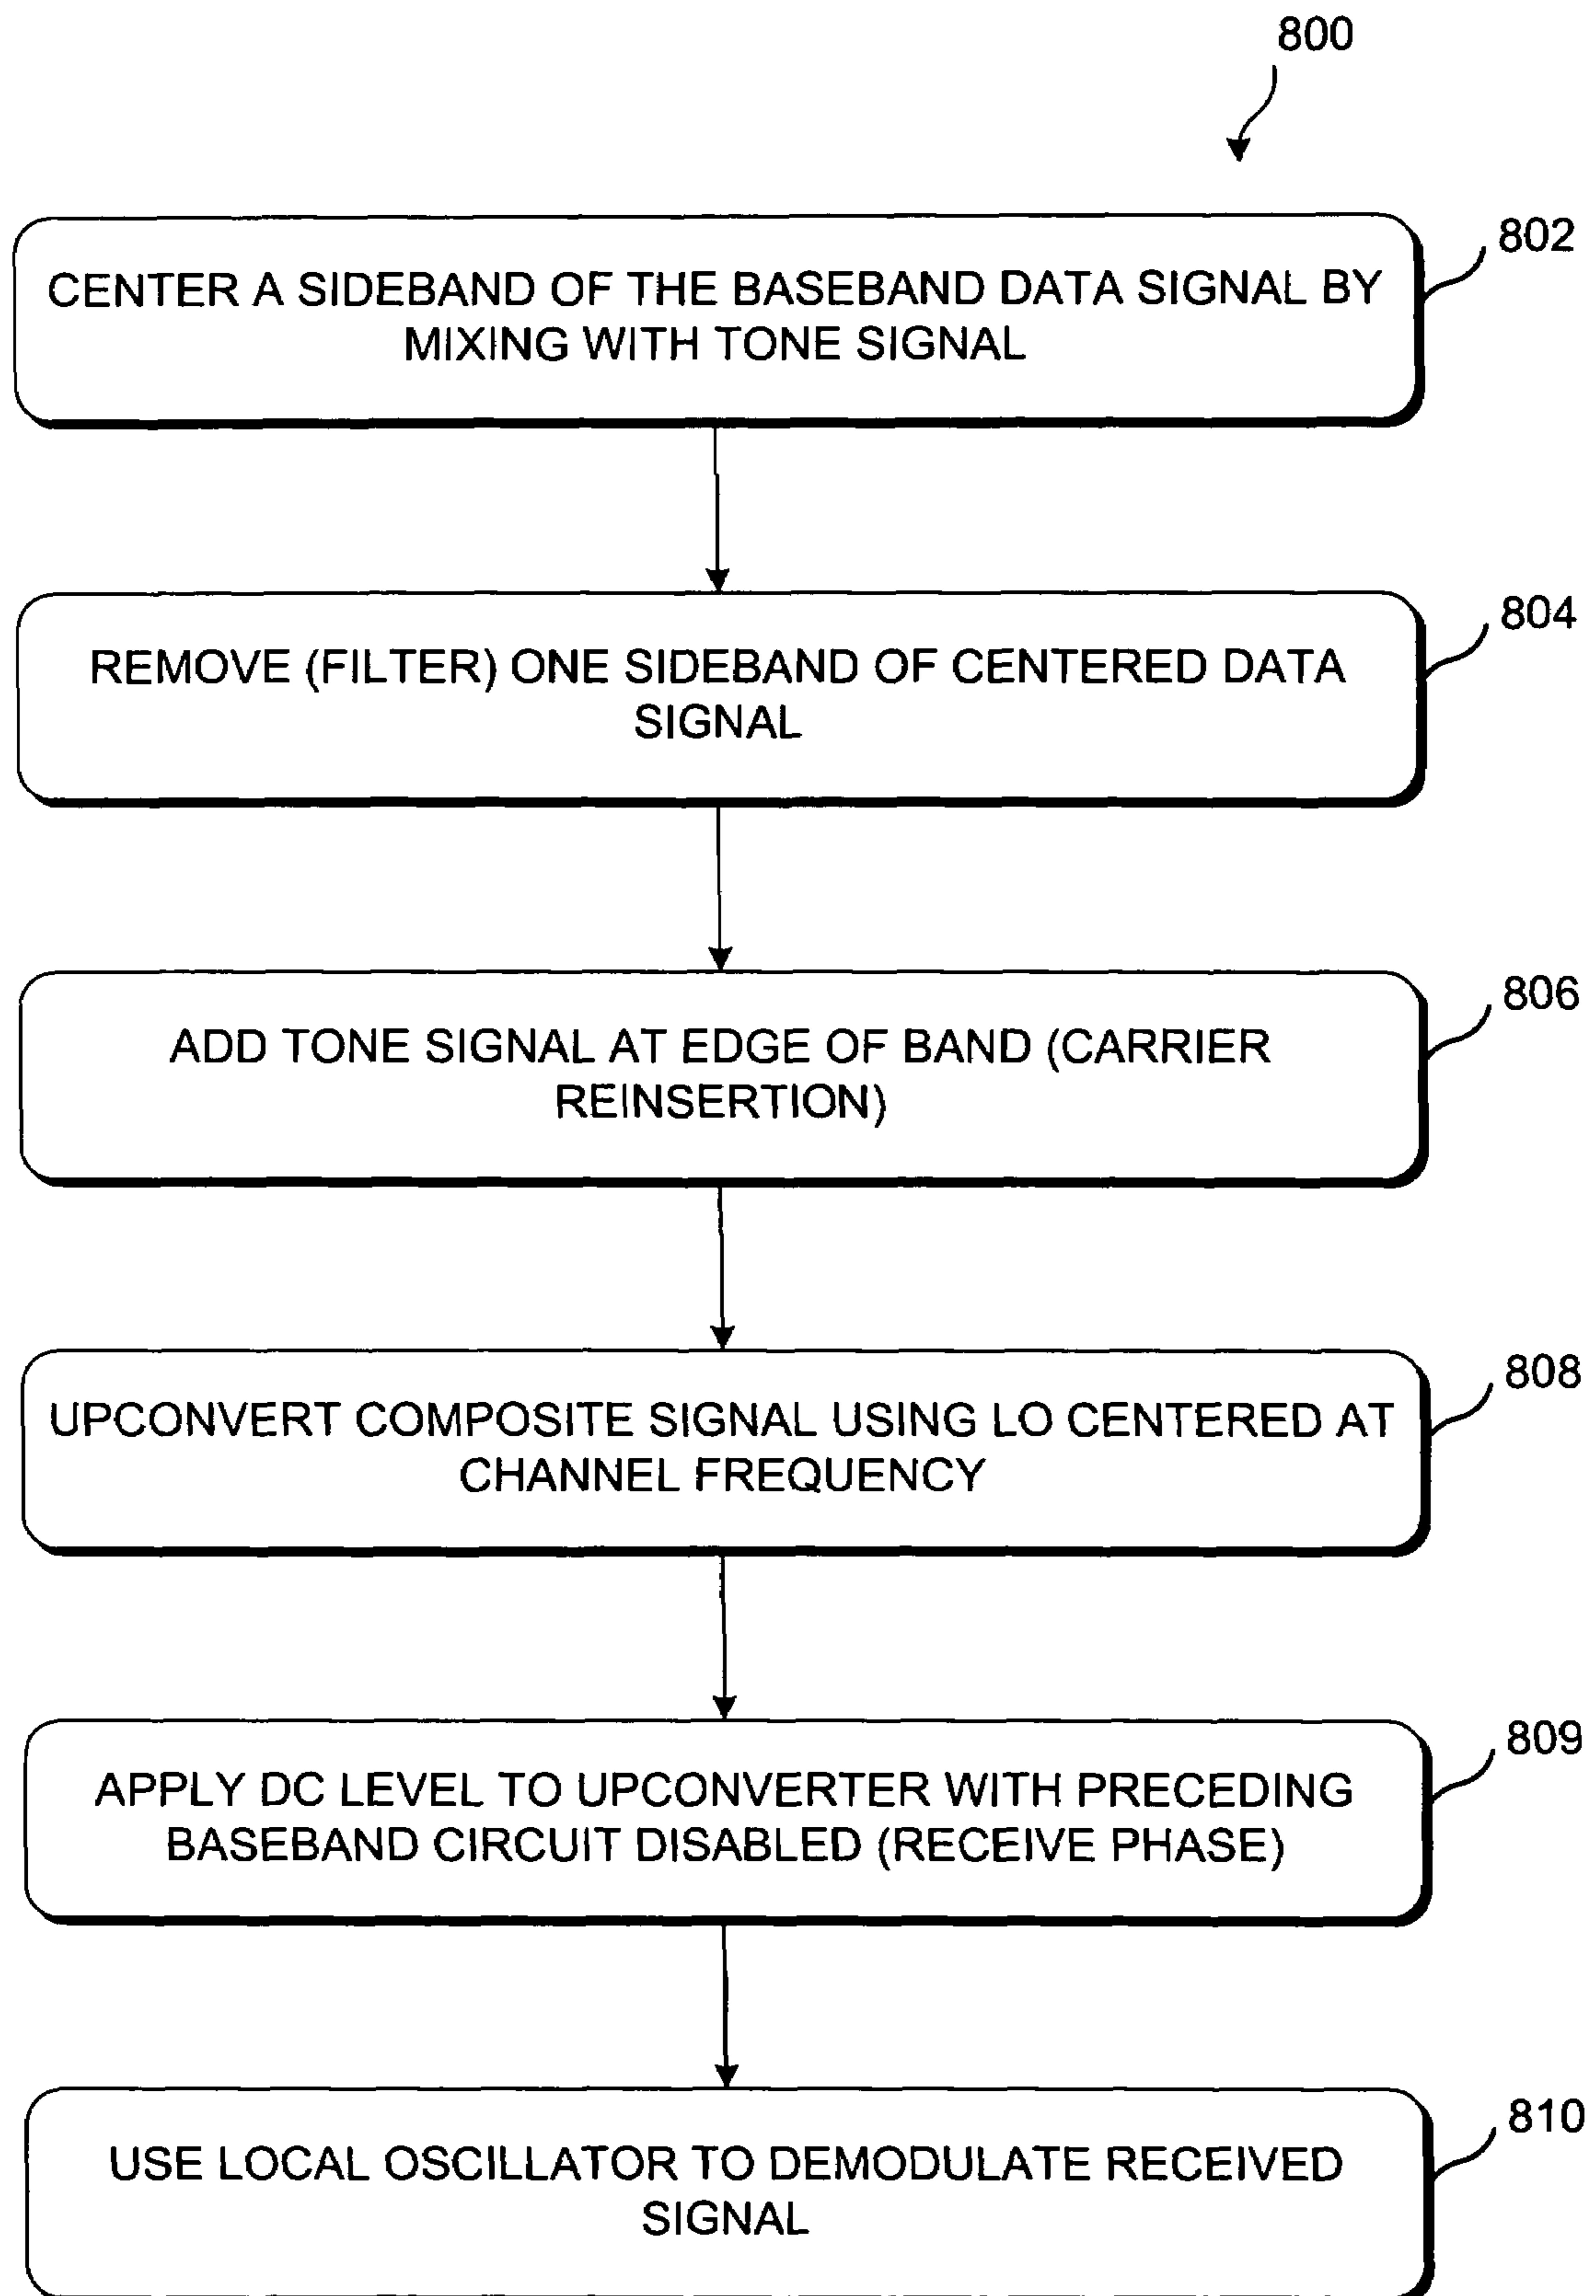 800
802
CENTER A SIDEBAND OF THE BASEBAND DATA SIGNAL BY
MIXING WITH TONE SIGNAL
804
REMOVE (FILTER) ONE SIDEBAND OF CENTERED DATA
SIGNAL
806
ADD TONE SIGNAL AT EDGE OF BAND (CARRIER
REINSERTION)
808
UPCONVERT COMPOSITE SIGNAL USING LO CENTERED AT
CHANNEL FREQUENCY
809
APPLY DC LEVEL TO UPCONVERTER WITH PRECEDING
BASEBAND CIRCUIT DISABLED (RECEIVE PHASE)
810
USE LOCAL OSCILLATOR TO DEMODULATE RECEIVED
SIGNAL